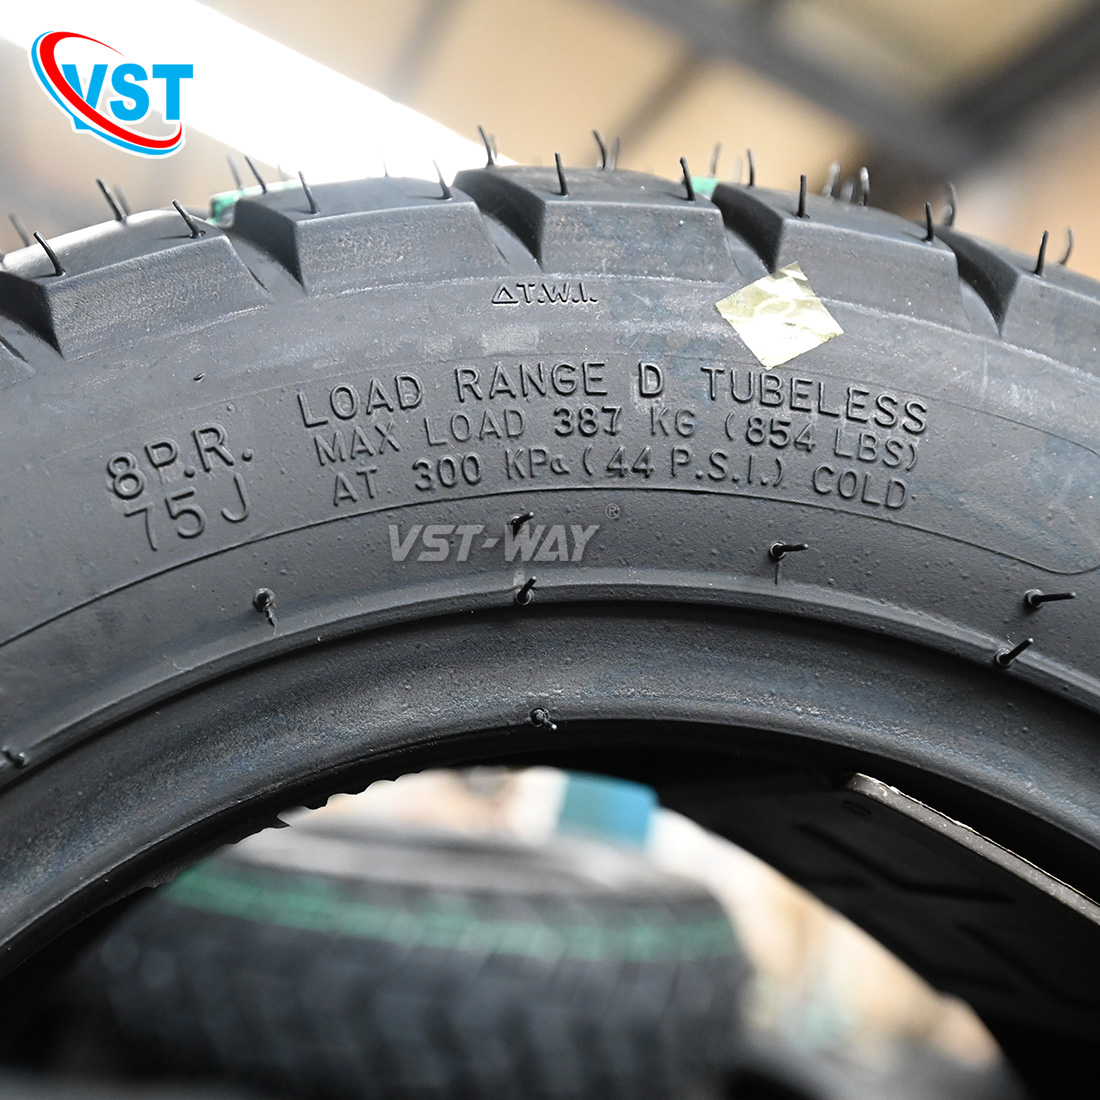 VST
△T.W.I.
LOAD RANGE D TUBELESS
MAX LOAD 387 KG (854 LBS)
AT 300 KPa (44 P.S.I.) COLD
8P.R.
75J
VST-WAY®